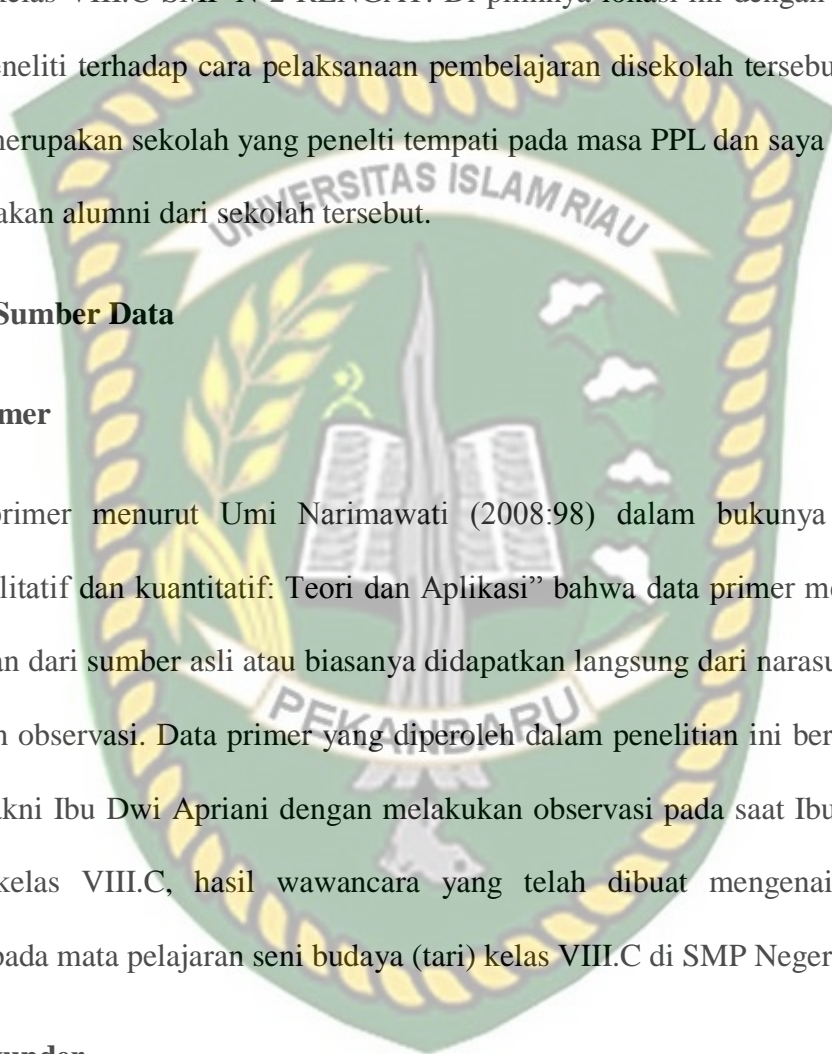 kelas VIII.C SMP N 2 RENGAT. Di pilihnya lokasi ini dengan
eneliti terhadap cara pelaksanaan pembelajaran disekolah tersebu
nerupakan sekolah yang penelti tempati pada masa PPL dan saya
akan alumni dari sekolah tersebut.
UNIVERSITAS ISLAM RIAU
Sumber Data
mer
primer menurut Umi Narimawati (2008:98) dalam bukunya
litatif dan kuantitatif: Teori dan Aplikasi” bahwa data primer me
an dari sumber asli atau biasanya didapatkan langsung dari narasu
n observasi. Data primer yang diperoleh dalam penelitian ini ber
PEKANBARU
akni Ibu Dwi Apriani dengan melakukan observasi pada saat Ibu
kelas VIII.C, hasil wawancara yang telah dibuat mengenai
pada mata pelajaran seni budaya (tari) kelas VIII.C di SMP Neger
kunder